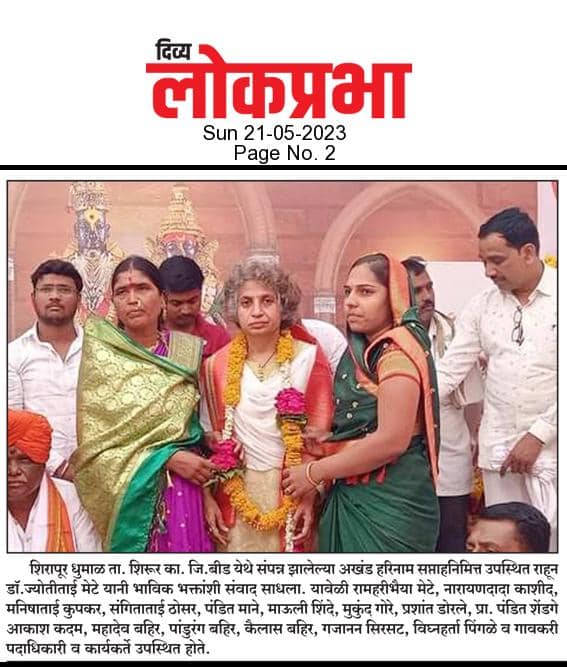 दिव्य
लोकप्रभा
Sun 21-05-2023
Page No. 2
शिरापूर धुमाळ ता. शिरूर का. जि.बीड येथे संपन्न झालेल्या अखंड हरिनाम सप्ताहनिमित्त उपस्थित राहून
डॉ.ज्योतीताई मेटे यानी भाविक भक्तांशी संवाद साधला. यावेळी रामहरीभैया मेटे, नारायणदादा काशीद,
मनिषाताई कुपकर, संगिताताई ठोसर, पंडित माने, माऊली शिंदे, मुकुंद गोरे, प्रशांत डोरले, प्रा. पंडित शेंडगे
आकाश कदम, महादेव बहिर, पांडुरंग बहिर, कैलास बहिर, गजानन सिरसट, विघ्नहर्ता पिंगळे व गावकरी
पदाधिकारी व कार्यकर्ते उपस्थित होते.